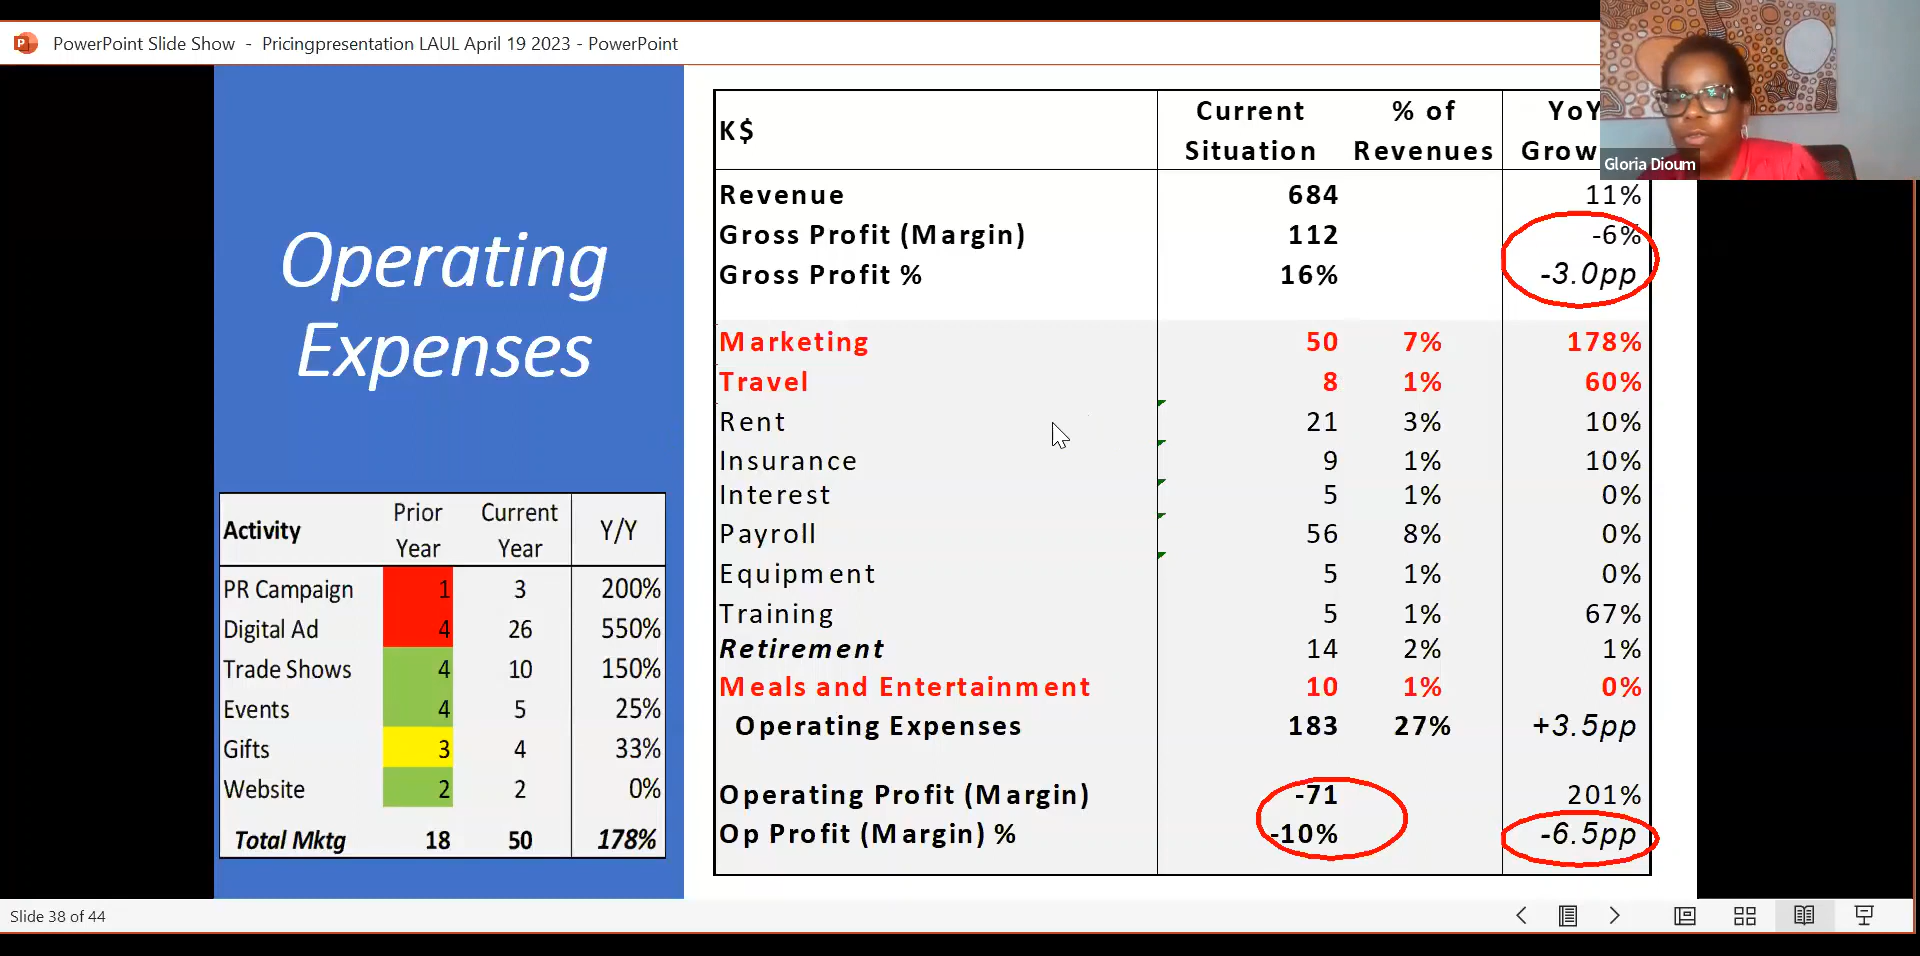 PowerPoint Slide Show - Pricingpresentation LAUL April 19 2023 - PowerPoint
Gloria Dioum
Operating
Expenses
Activity Prior Year Current Year Y/Y
PR Campaign 1 3 200%
Digital Ad 4 26 550%
Trade Shows 4 10 150%
Events 4 5 25%
Gifts 3 4 33%
Website 2 2 0%
Total Mktg 18 50 178%
K$ Current Situation % of Revenues
Revenue 684 11%
Gross Profit (Margin) 112 -6%
Gross Profit % 16% -3.0pp
Marketing 50 7% 178%
Travel 8 1% 60%
Rent 21 3% 10%
Insurance 9 1% 10%
Interest 5 1% 0%
Payroll 56 8% 0%
Equipment 5 1% 0%
Training 5 1% 67%
Retirement 14 2% 1%
Meals and Entertainment 10 1% 0%
Operating Expenses 183 27% +3.5pp
Operating Profit (Margin) -71 201%
Op Profit (Margin) % -10% -6.5pp
Slide 38 of 44